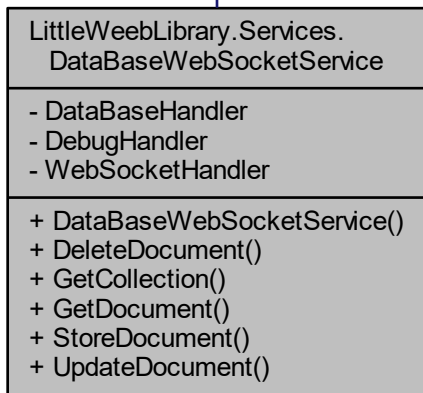 LittleWeebLibrary.Services.
DataBaseWebSocketService
- DataBaseHandler
- DebugHandler
- WebSocketHandler
+ DataBaseWebSocketService()
+ DeleteDocument()
+ GetCollection()
+ GetDocument()
+ StoreDocument()
+ UpdateDocument()